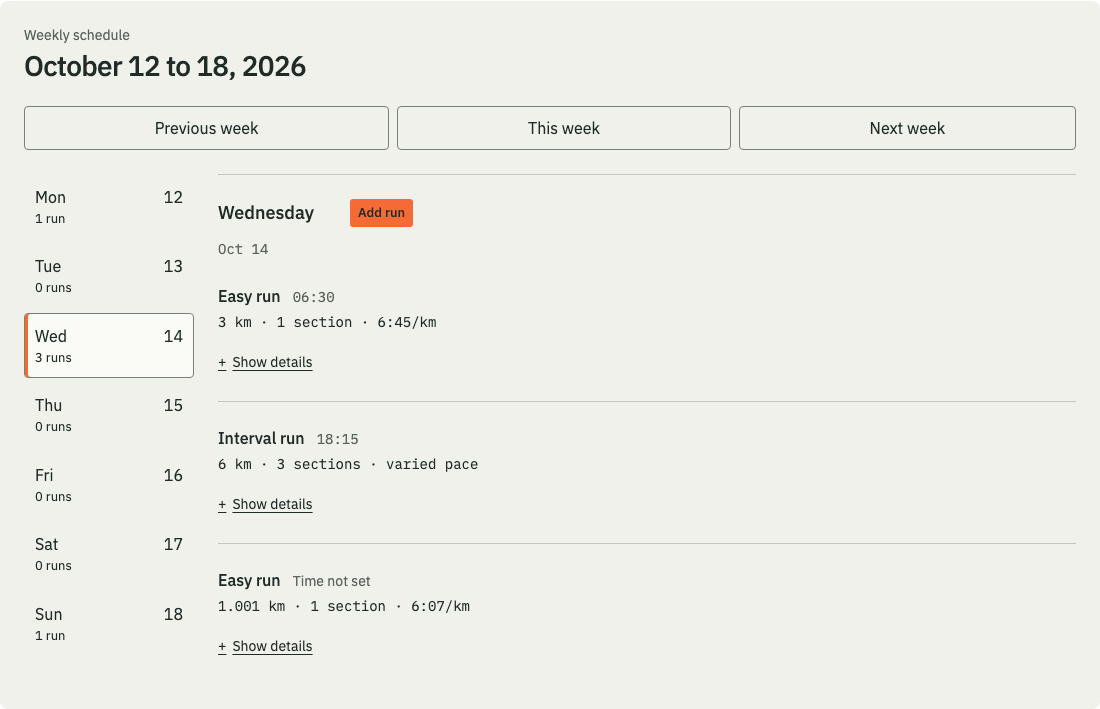 Weekly schedule
October 12 to 18, 2026
Previous week
This week
Next week
Mon 12
1 run
Tue 13
0 runs
Wed 14
3 runs
Thu 15
0 runs
Fri 16
0 runs
Sat 17
0 runs
Sun 18
1 run
Wednesday
Add run
Oct 14
Easy run 06:30
3 km · 1 section · 6:45/km
+ Show details
Interval run 18:15
6 km · 3 sections · varied pace
+ Show details
Easy run Time not set
1.001 km · 1 section · 6:07/km
+ Show details